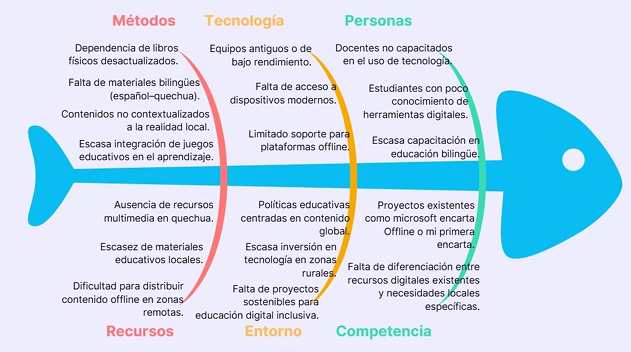 Métodos
Dependencia de libros
físicos desactualizados.
Falta de materiales bilingües
(español–quechua).
Contenidos no contextualizados
a la realidad local.
Escasa integración de juegos
educativos en el aprendizaje.
Tecnología
Equipos antiguos o de
bajo rendimiento.
Falta de acceso a
dispositivos modernos.
Limitado soporte para
plataformas offline.
Personas
Docentes no capacitados
en el uso de tecnología.
Estudiantes con poco
conocimiento de
herramientas digitales.
Escasa capacitación en
educación bilingüe.
Ausencia de recursos
multimedia en quechua.
Escasez de materiales
educativos locales.
Dificultad para distribuir
contenido offline en zonas
remotas.
Recursos
Políticas educativas
centradas en contenido
global.
Escasa inversión en
tecnología en zonas
rurales.
Falta de proyectos
sostenibles para
educación digital inclusiva.
Entorno
Proyectos existentes
como microsoft encarta
Offline o mi primera
encarta.
Falta de diferenciación entre
recursos digitales existentes
y necesidades locales
específicas.
Competencia